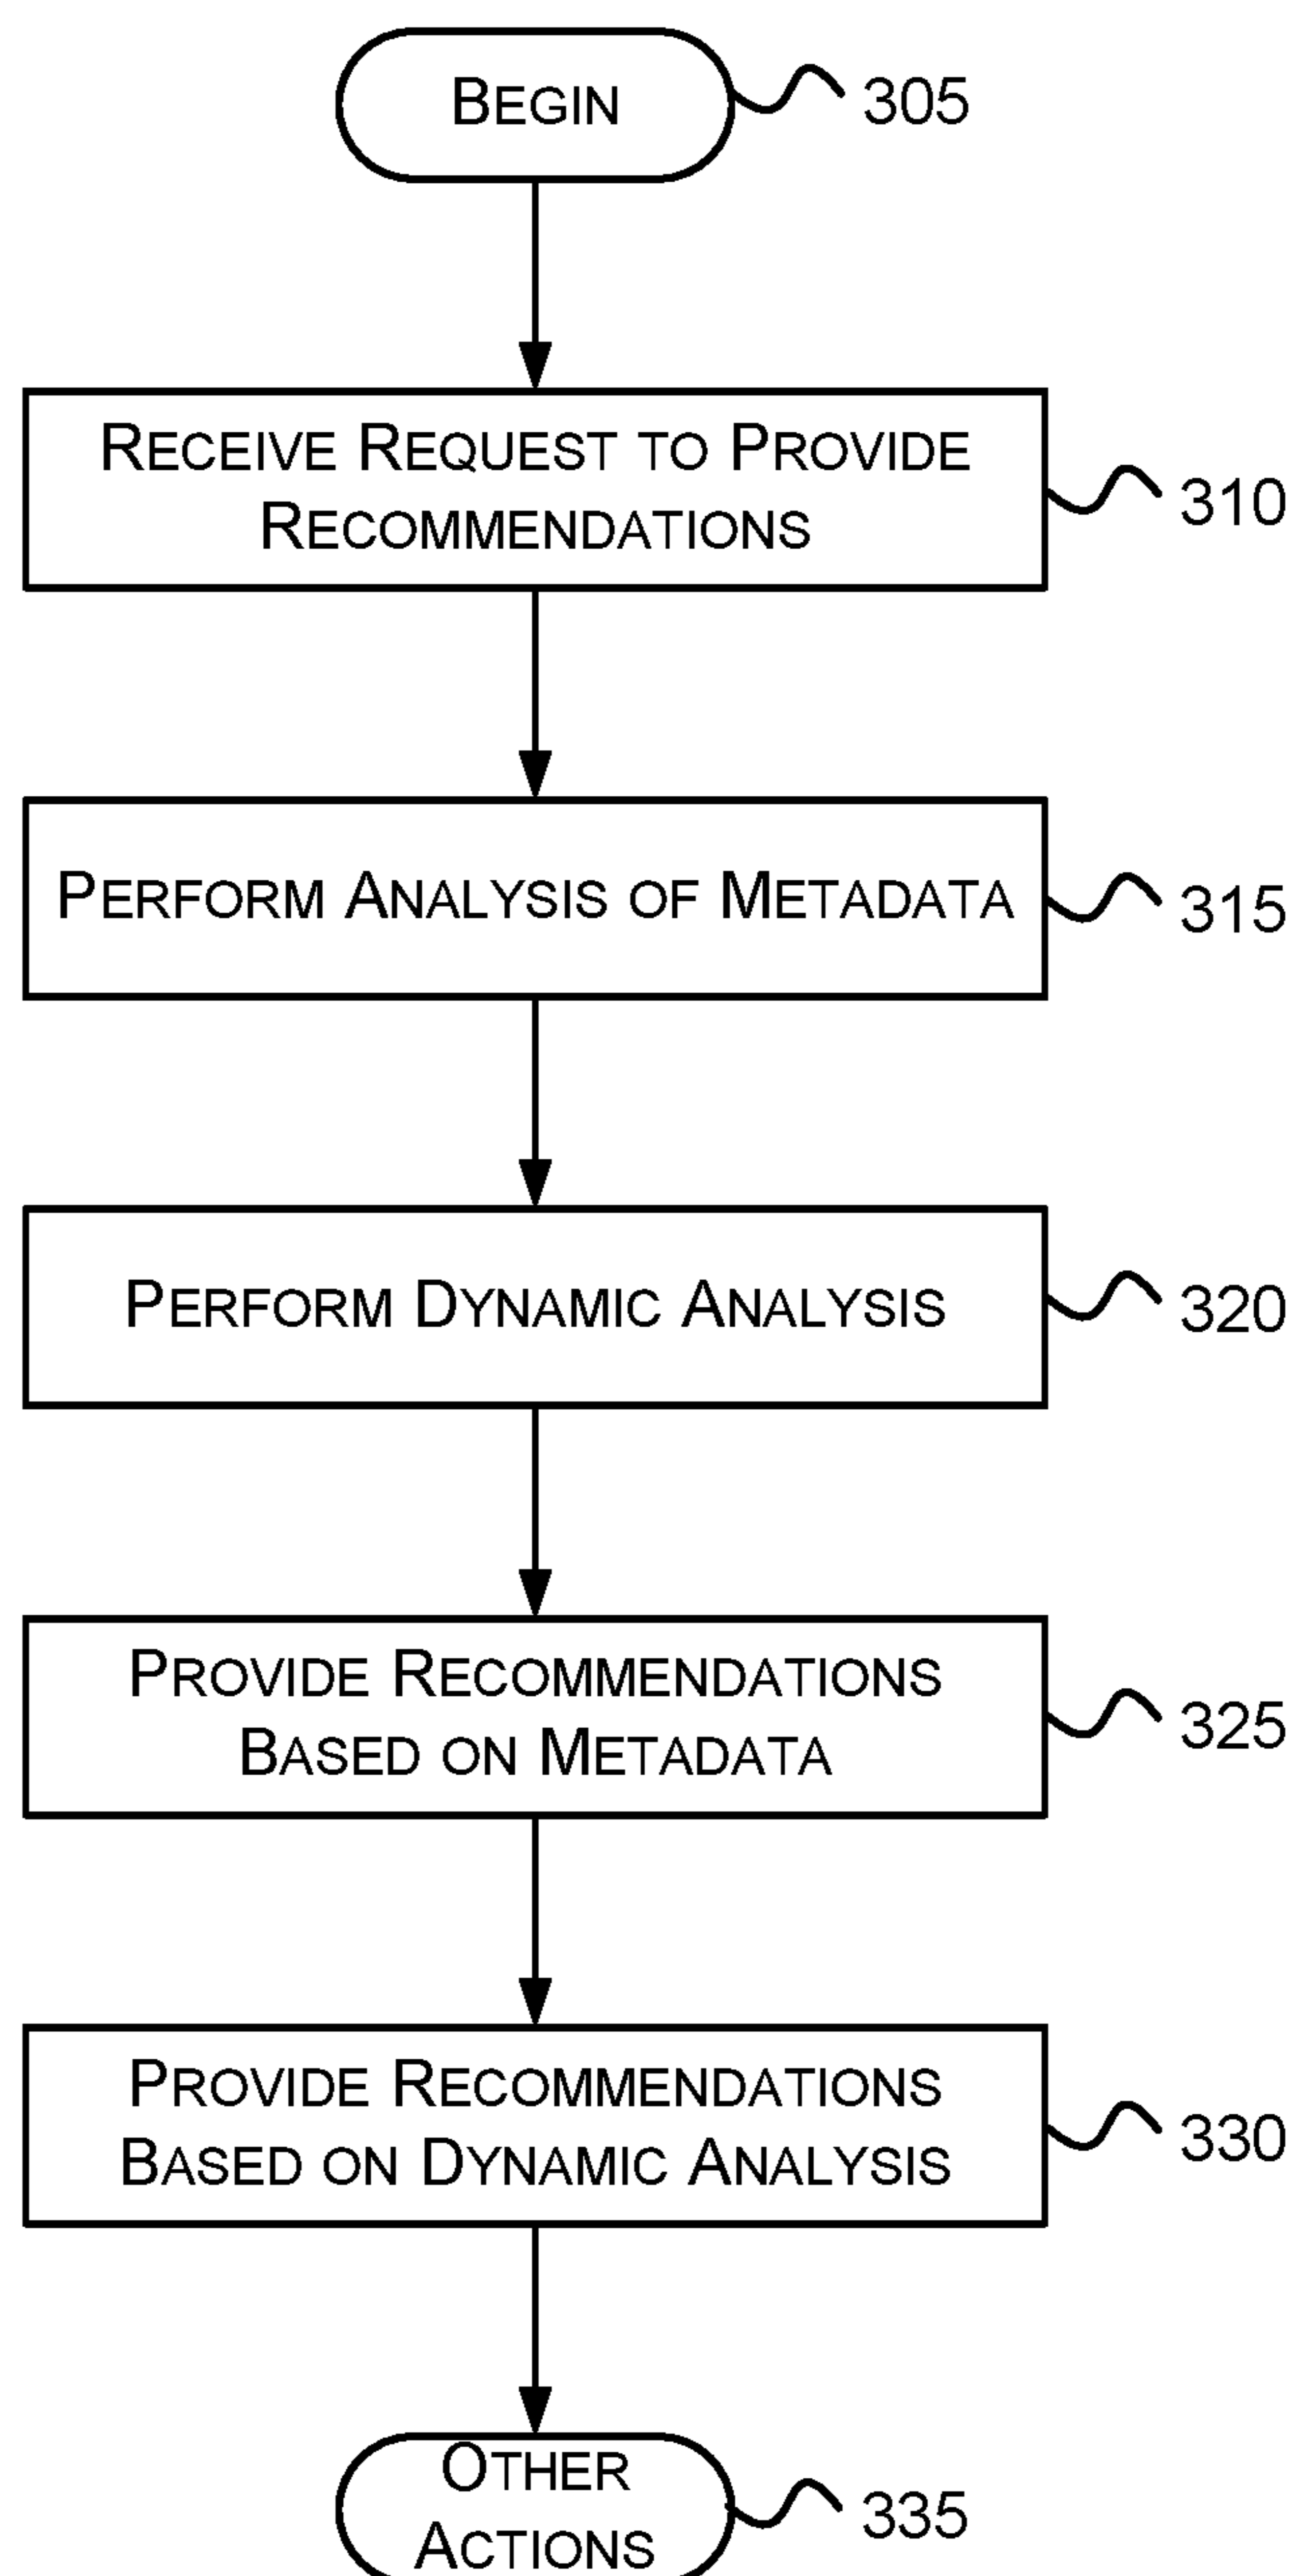 BEGIN
305
RECEIVE REQUEST TO PROVIDE
RECOMMENDATIONS
310
PERFORM ANALYSIS OF METADATA
315
PERFORM DYNAMIC ANALYSIS
320
PROVIDE RECOMMENDATIONS
BASED ON METADATA
325
PROVIDE RECOMMENDATIONS
BASED ON DYNAMIC ANALYSIS
330
OTHER
ACTIONS
335